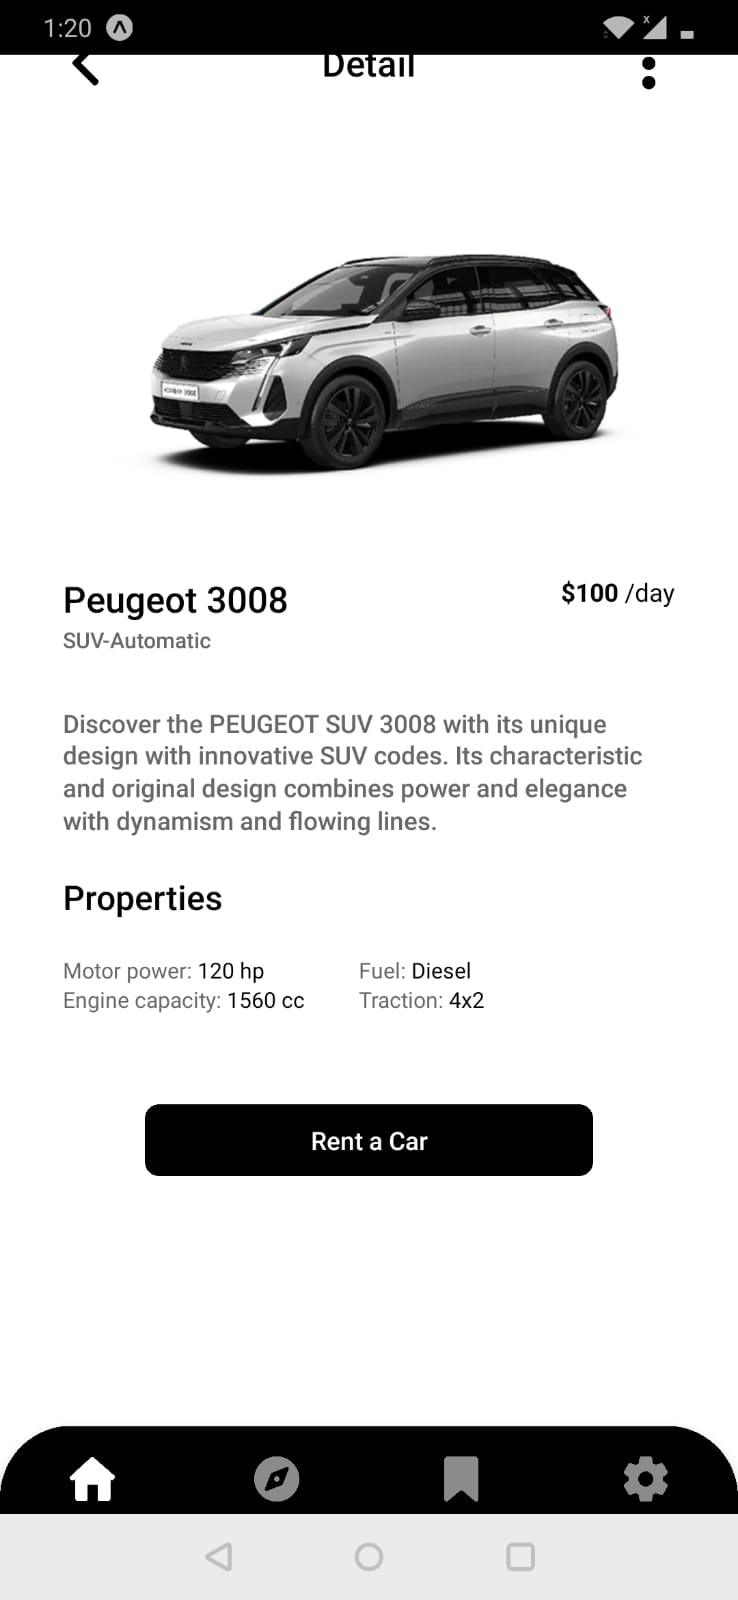 1:20
Detail
Peugeot 3008
$100 /day
SUV-Automatic
Discover the PEUGEOT SUV 3008 with its unique
design with innovative SUV codes. Its characteristic
and original design combines power and elegance
with dynamism and flowing lines.
Properties
Motor power: 120 hp
Fuel: Diesel
Engine capacity: 1560 cc
Traction: 4x2
Rent a Car